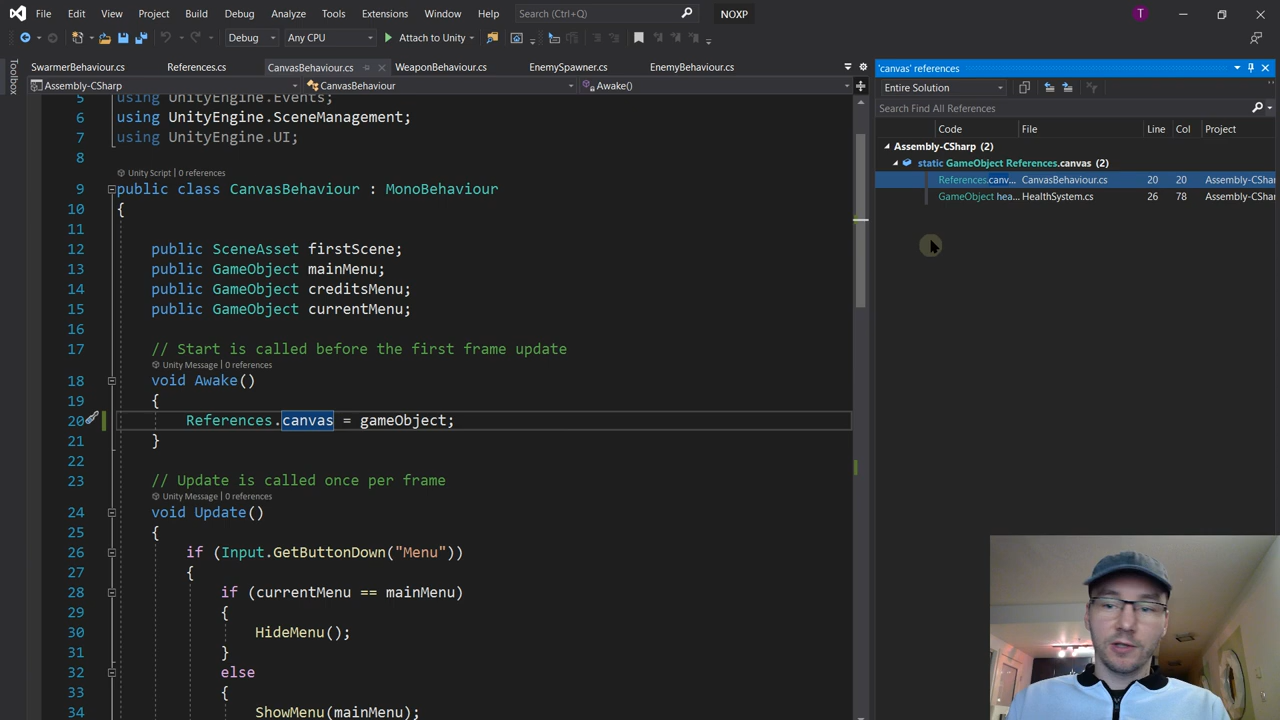 File Edit View Project Build Debug Analyze Tools Extensions Window Help Search (Ctrl+Q) NOXP T
Debug Any CPU Attach to Unity
Toolbox
SwarmerBehaviour.cs References.cs CanvasBehaviour.cs WeaponBehaviour.cs EnemySpawner.cs EnemyBehaviour.cs
Assembly-CSharp CanvasBehaviour Awake()
5 using UnityEngine.Events;
6 using UnityEngine.SceneManagement;
7 using UnityEngine.UI;
8
Unity Script | 0 references
9 public class CanvasBehaviour : MonoBehaviour
10 {
11
12 public SceneAsset firstScene;
13 public GameObject mainMenu;
14 public GameObject creditsMenu;
15 public GameObject currentMenu;
16
17 // Start is called before the first frame update
Unity Message | 0 references
18 void Awake()
19 {
20 References.canvas = gameObject;
21 }
22
23 // Update is called once per frame
Unity Message | 0 references
24 void Update()
25 {
26 if (Input.GetButtonDown("Menu"))
27 {
28 if (currentMenu == mainMenu)
29 {
30 HideMenu();
31 }
32 else
33 {
34 ShowMenu(mainMenu);
'canvas' references
Entire Solution
Search Find All References
Code File Line Col Project
Assembly-CSharp (2)
static GameObject References.canvas (2)
References.canv... CanvasBehaviour.cs 20 20 Assembly-CShar
GameObject hea... HealthSystem.cs 26 78 Assembly-CShar